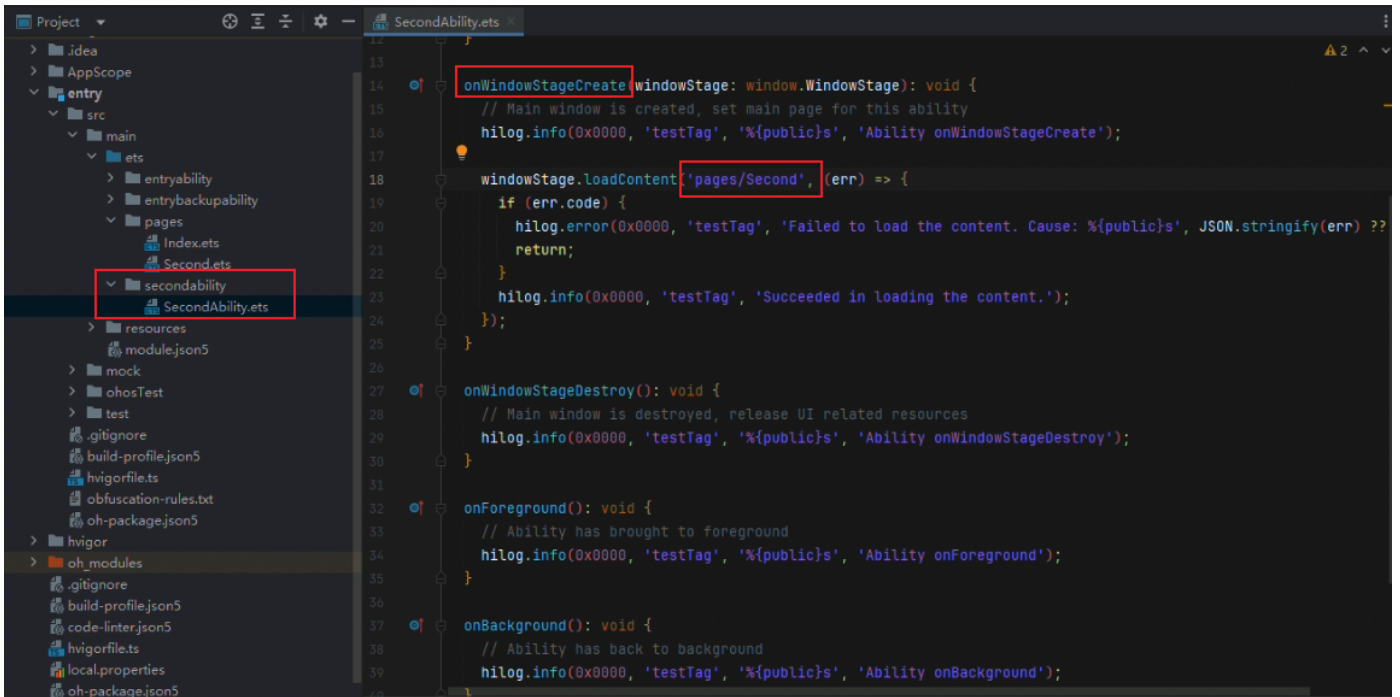 Project
SecondAbility.ets
.idea
AppScope
entry
src
main
ets
entryability
entrybackupability
pages
Index.ets
Second.ets
secondability
SecondAbility.ets
resources
module.json5
mock
ohosTest
test
.gitignore
build-profile.json5
hvigorfile.ts
obfuscation-rules.txt
oh-package.json5
hvigor
oh_modules
.gitignore
build-profile.json5
code-linter.json5
hvigorfile.ts
local.properties
oh-package.json5
2
12 }
13
14 onWindowStageCreate(windowStage: window.WindowStage): void {
15 // Main window is created, set main page for this ability
16 hilog.info(0x0000, 'testTag', '%{public}s', 'Ability onWindowStageCreate');
17
18 windowStage.loadContent('pages/Second', (err) => {
19 if (err.code) {
20 hilog.error(0x0000, 'testTag', 'Failed to load the content. Cause: %{public}s', JSON.stringify(err) ??
21 return;
22 }
23 hilog.info(0x0000, 'testTag', 'Succeeded in loading the content.');
24 });
25 }
26
27 onWindowStageDestroy(): void {
28 // Main window is destroyed, release UI related resources
29 hilog.info(0x0000, 'testTag', '%{public}s', 'Ability onWindowStageDestroy');
30 }
31
32 onForeground(): void {
33 // Ability has brought to foreground
34 hilog.info(0x0000, 'testTag', '%{public}s', 'Ability onForeground');
35 }
36
37 onBackground(): void {
38 // Ability has back to background
39 hilog.info(0x0000, 'testTag', '%{public}s', 'Ability onBackground');
40 }